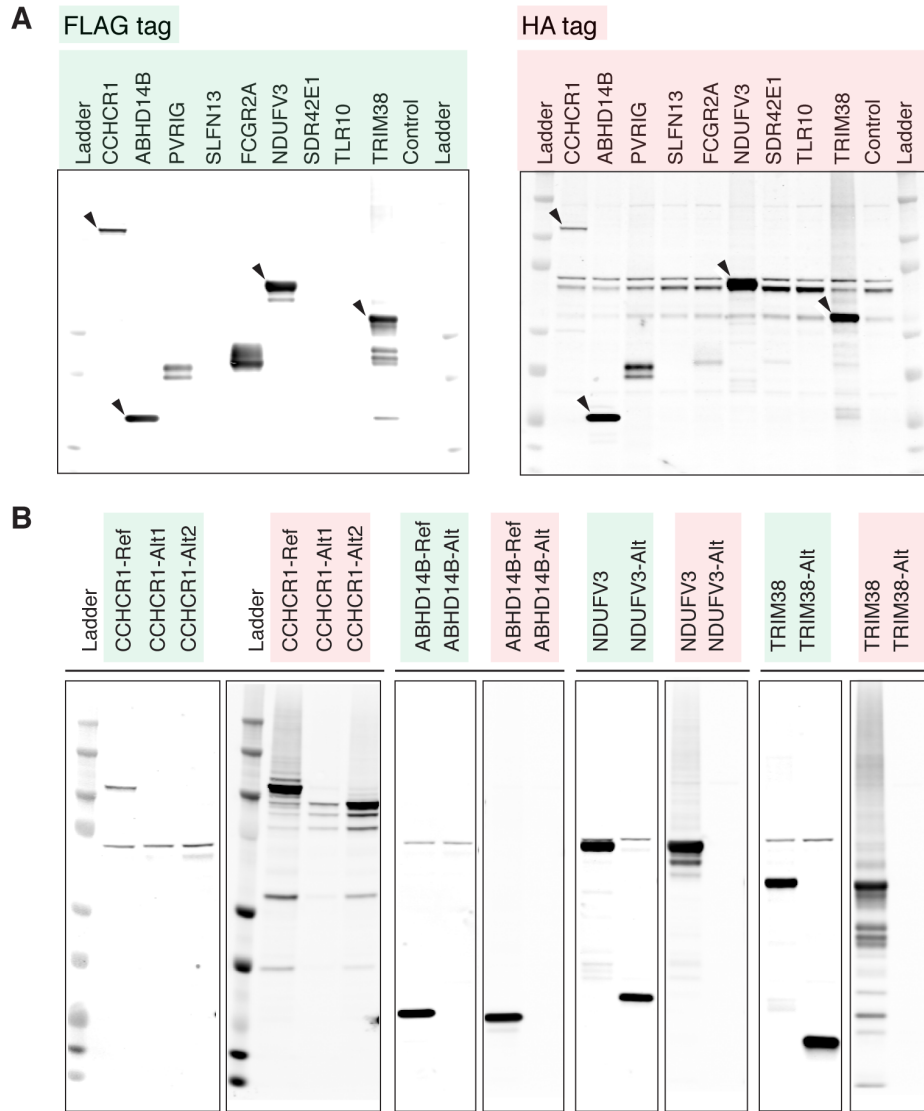 A
FLAG tag
HA tag
Ladder
CCHCR1
ABHD14B
PVRIG
SLFN13
FCGR2A
NDUFV3
SDR42E1
TLR10
TRIM38
Control
Ladder
Ladder
CCHCR1
ABHD14B
PVRIG
SLFN13
FCGR2A
NDUFV3
SDR42E1
TLR10
TRIM38
Control
Ladder
B
Ladder
CCHCR1-Ref
CCHCR1-Alt1
CCHCR1-Alt2
Ladder
CCHCR1-Ref
CCHCR1-Alt1
CCHCR1-Alt2
ABHD14B-Ref
ABHD14B-Alt
ABHD14B-Ref
ABHD14B-Alt
NDUFV3
NDUFV3-Alt
NDUFV3
NDUFV3-Alt
TRIM38
TRIM38-Alt
TRIM38
TRIM38-Alt